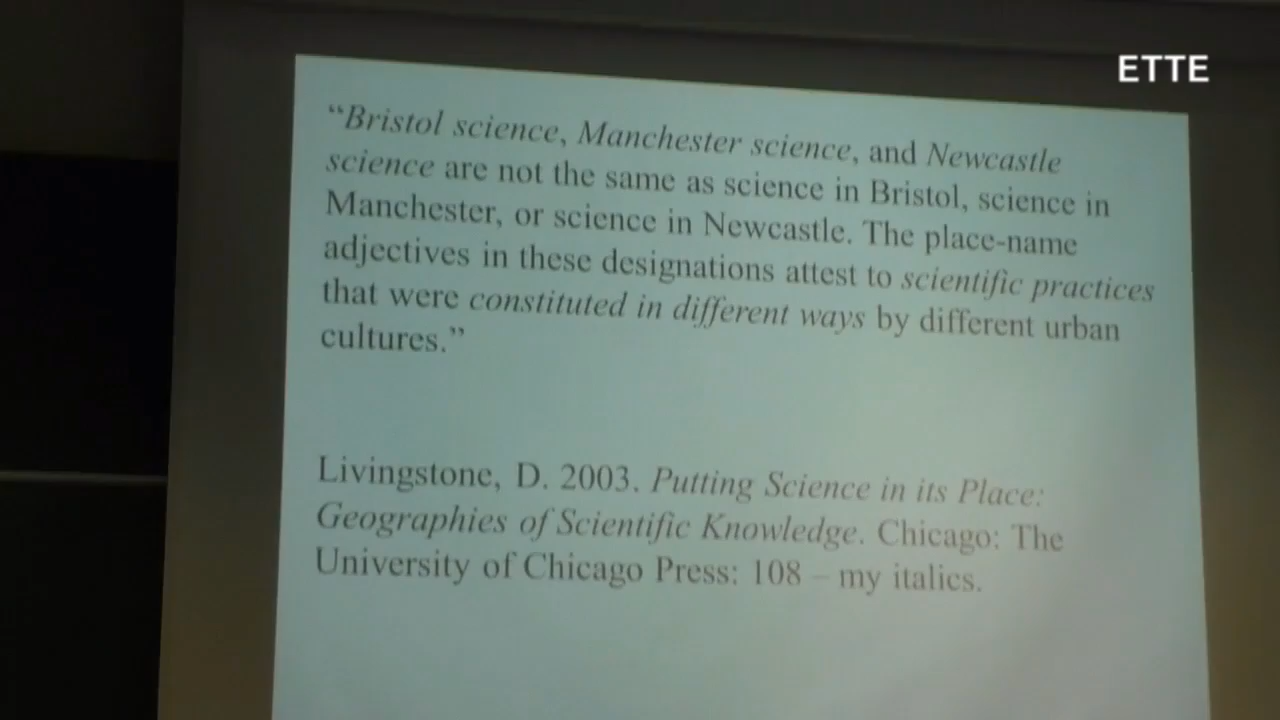 ETTE
“Bristol science, Manchester science, and Newcastle
science are not the same as science in Bristol, science in
Manchester, or science in Newcastle. The place-name
adjectives in these designations attest to scientific practices
that were constituted in different ways by different urban
cultures.”
Livingstone, D. 2003. Putting Science in its Place:
Geographies of Scientific Knowledge. Chicago: The
University of Chicago Press: 108 – my italics.